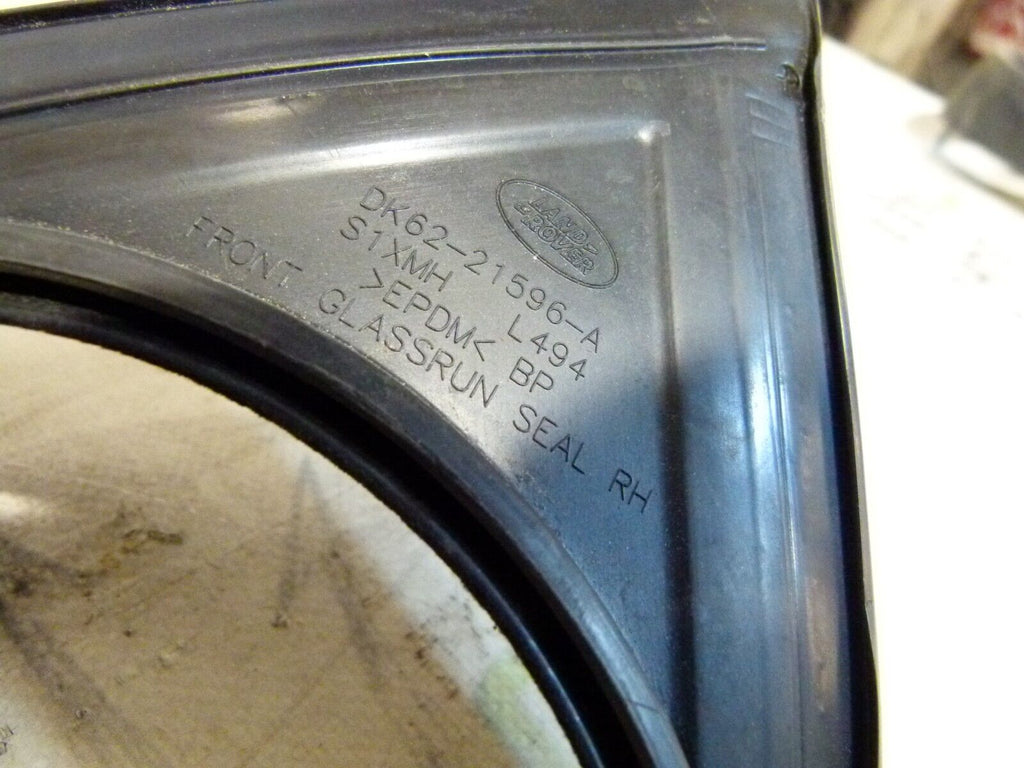 LAND
ROVER
DK62-21596-A
S1XMH L494
>EPDM< BP
FRONT GLASSRUN SEAL RH